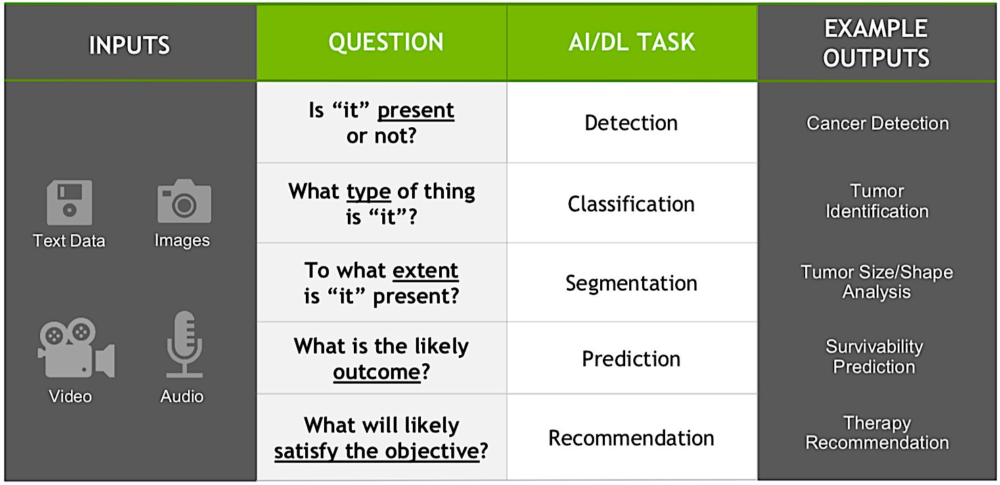 INPUTS
QUESTION
AI/DL TASK
EXAMPLE
OUTPUTS
Text Data
Images
Video
Audio
Is “it” present
or not?
Detection
Cancer Detection
What type of thing
is “it”?
Classification
Tumor
Identification
To what extent
is “it” present?
Segmentation
Tumor Size/Shape
Analysis
What is the likely
outcome?
Prediction
Survivability
Prediction
What will likely
satisfy the objective?
Recommendation
Therapy
Recommendation